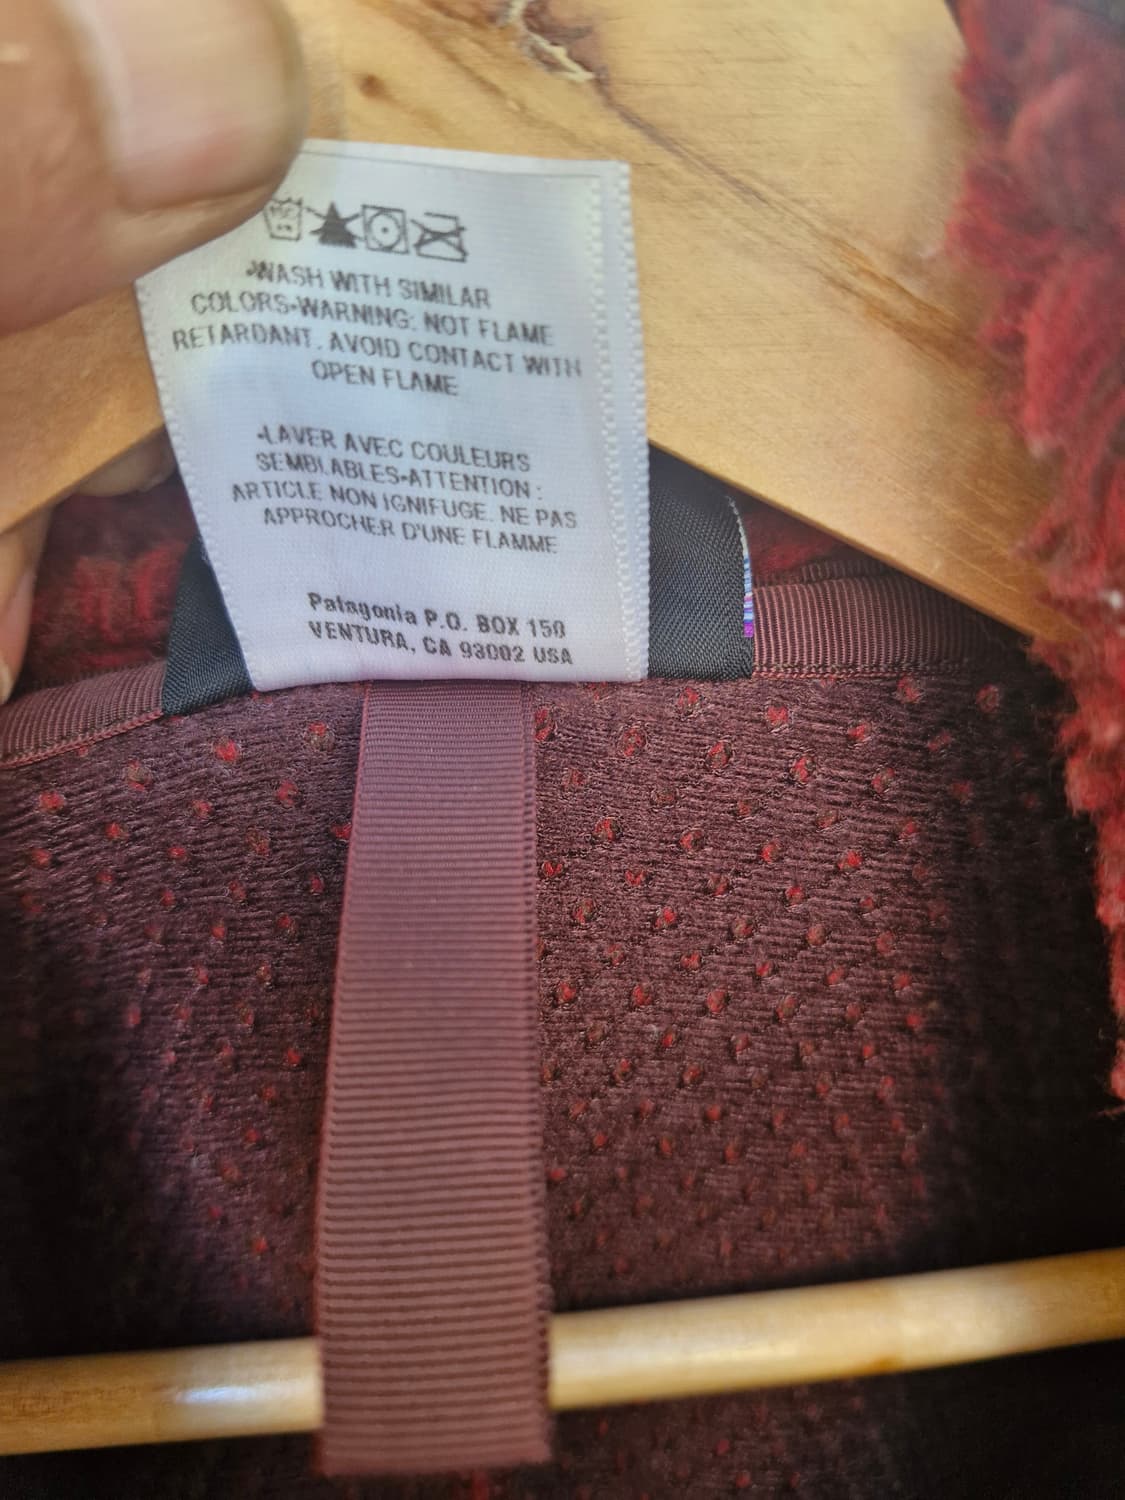 •WASH WITH SIMILAR
COLORS•WARNING: NOT FLAME
RETARDANT. AVOID CONTACT WITH
OPEN FLAME
•LAVER AVEC COULEURS
SEMBLABLES•ATTENTION :
ARTICLE NON IGNIFUGE. NE PAS
APPROCHER D'UNE FLAMME
Patagonia P.O. BOX 150
VENTURA, CA 93002 USA